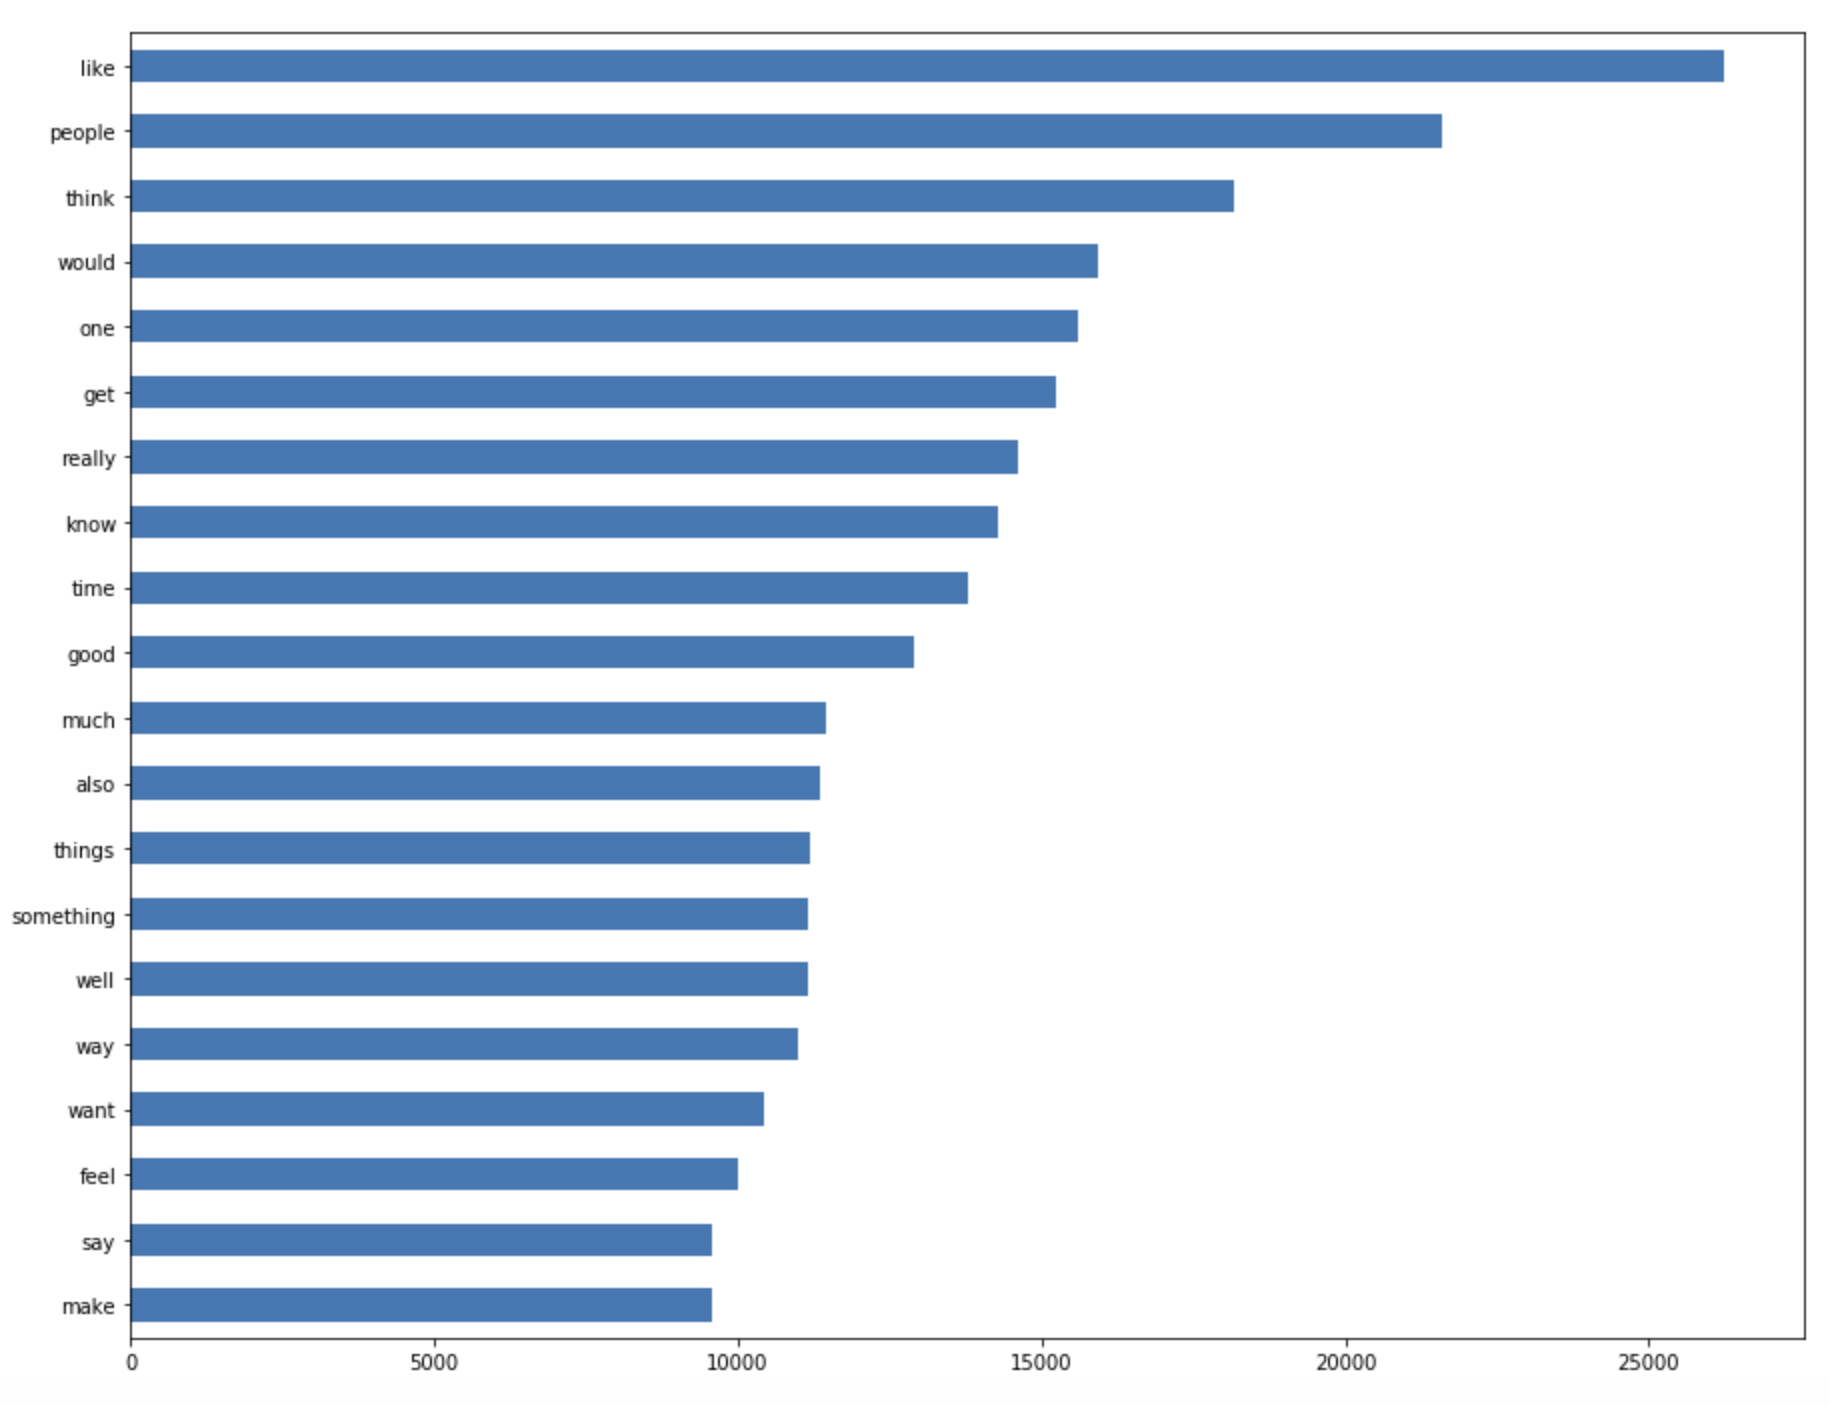 like
people
think
would
one
get
really
know
time
good
much
also
things
something
well
way
want
feel
say
make
0 5000 10000 15000 20000 25000